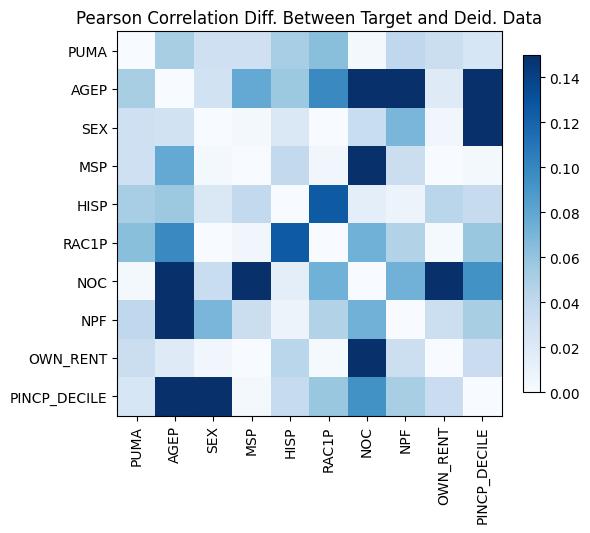 Pearson Correlation Diff. Between Target and Deid. Data
PUMA
AGEP
SEX
MSP
HISP
RAC1P
NOC
NPF
OWN_RENT
PINCP_DECILE
PUMA
AGEP
SEX
MSP
HISP
RAC1P
NOC
NPF
OWN_RENT
PINCP_DECILE
0.14
0.12
0.10
0.08
0.06
0.04
0.02
0.00